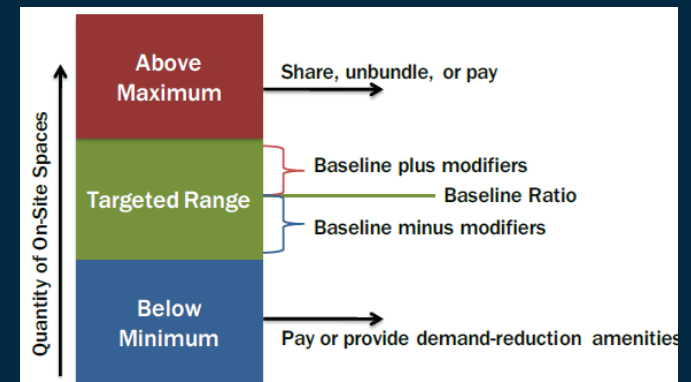 Above
Maximum
Share, unbundle, or pay
Baseline plus modifiers
Targeted Range
Baseline Ratio
Baseline minus modifiers
Below
Minimum
Pay or provide demand-reduction amenities
Quantity of On-Site Spaces